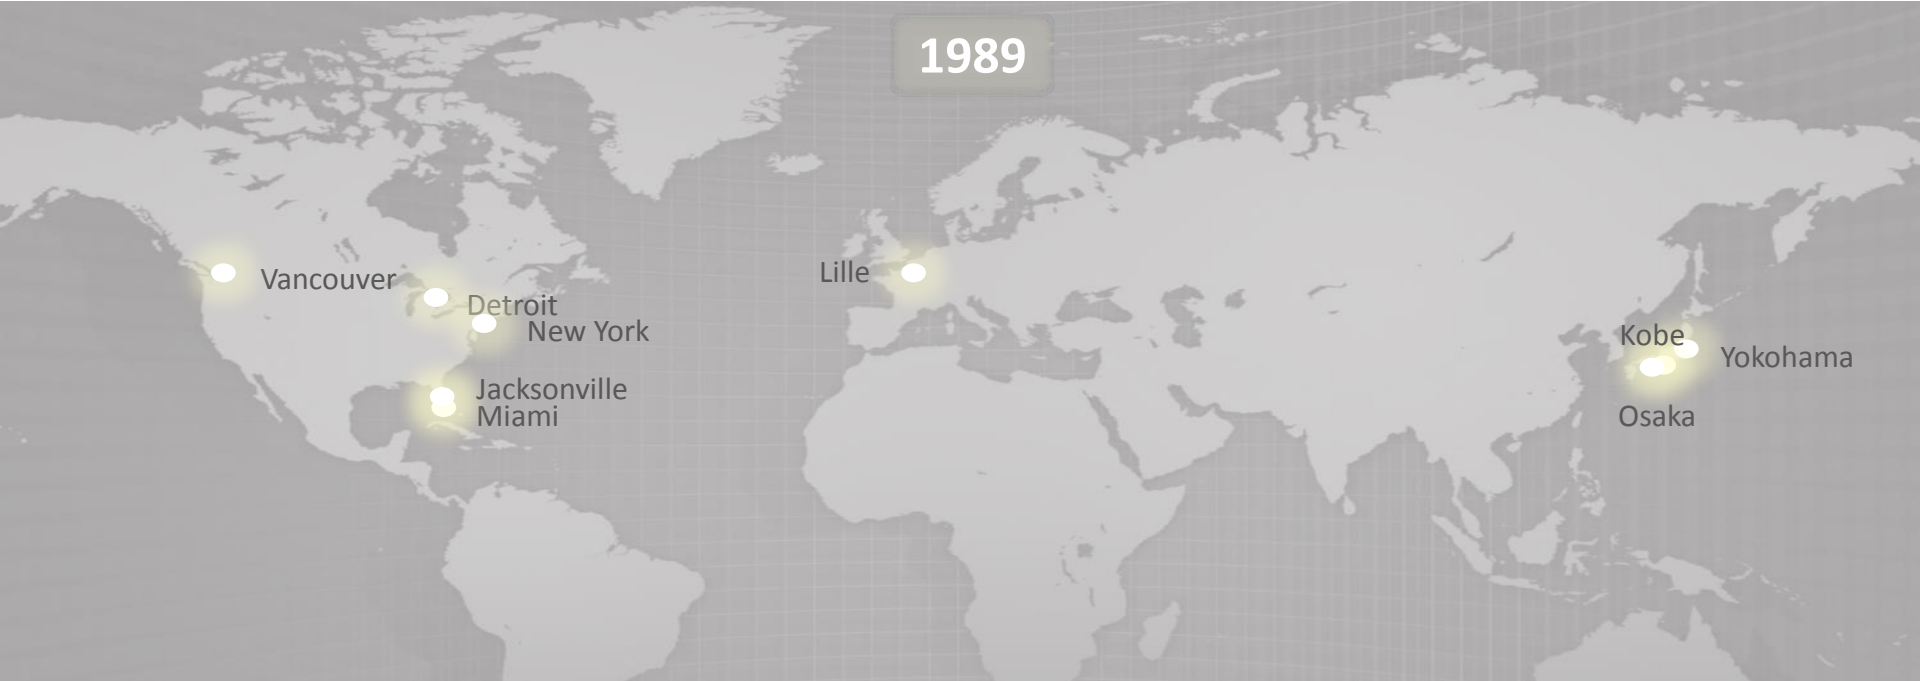 1989
Vancouver
Detroit
New York
Jacksonville
Miami
Lille
Kobe
Yokohama
Osaka